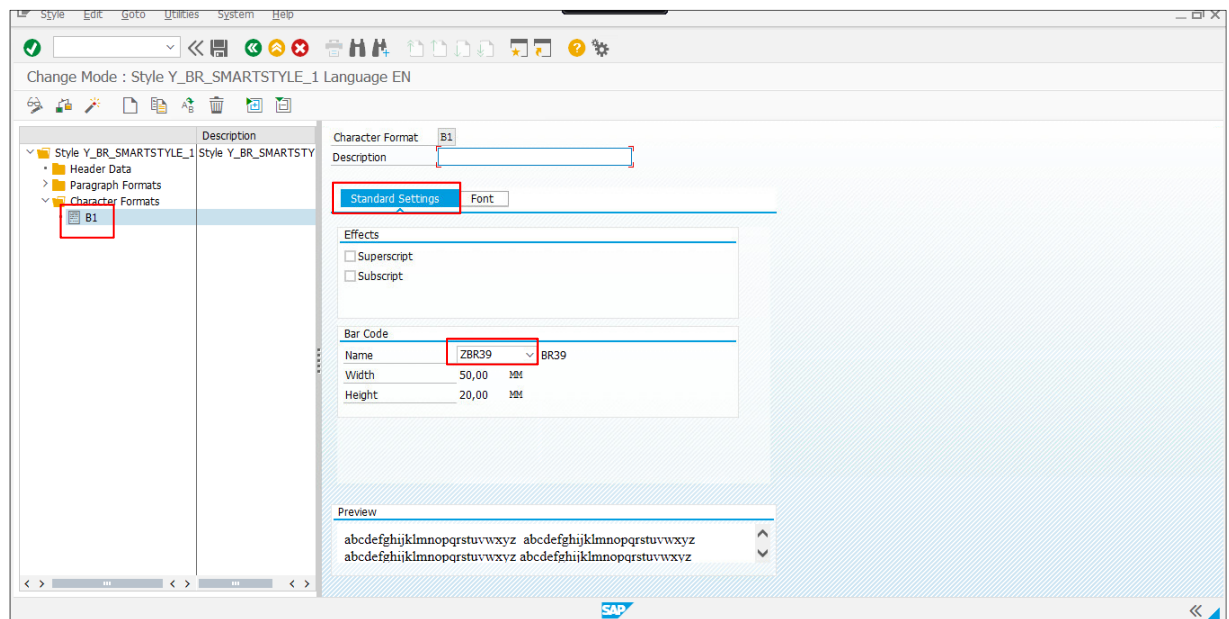 Style Edit Goto Utilities System Help
Change Mode : Style Y_BR_SMARTSTYLE_1 Language EN
Description
Style Y_BR_SMARTSTYLE_1 Style Y_BR_SMARTSTY
Header Data
Paragraph Formats
Character Formats
B1
Character Format B1
Description
Standard Settings Font
Effects
Superscript
Subscript
Bar Code
Name ZBR39 BR39
Width 50,00 MM
Height 20,00 MM
Preview
abcdefghijklmnopqrstuvwxyz abcdefghijklmnopqrstuvwxyz
abcdefghijklmnopqrstuvwxyz abcdefghijklmnopqrstuvwxyz
SAP